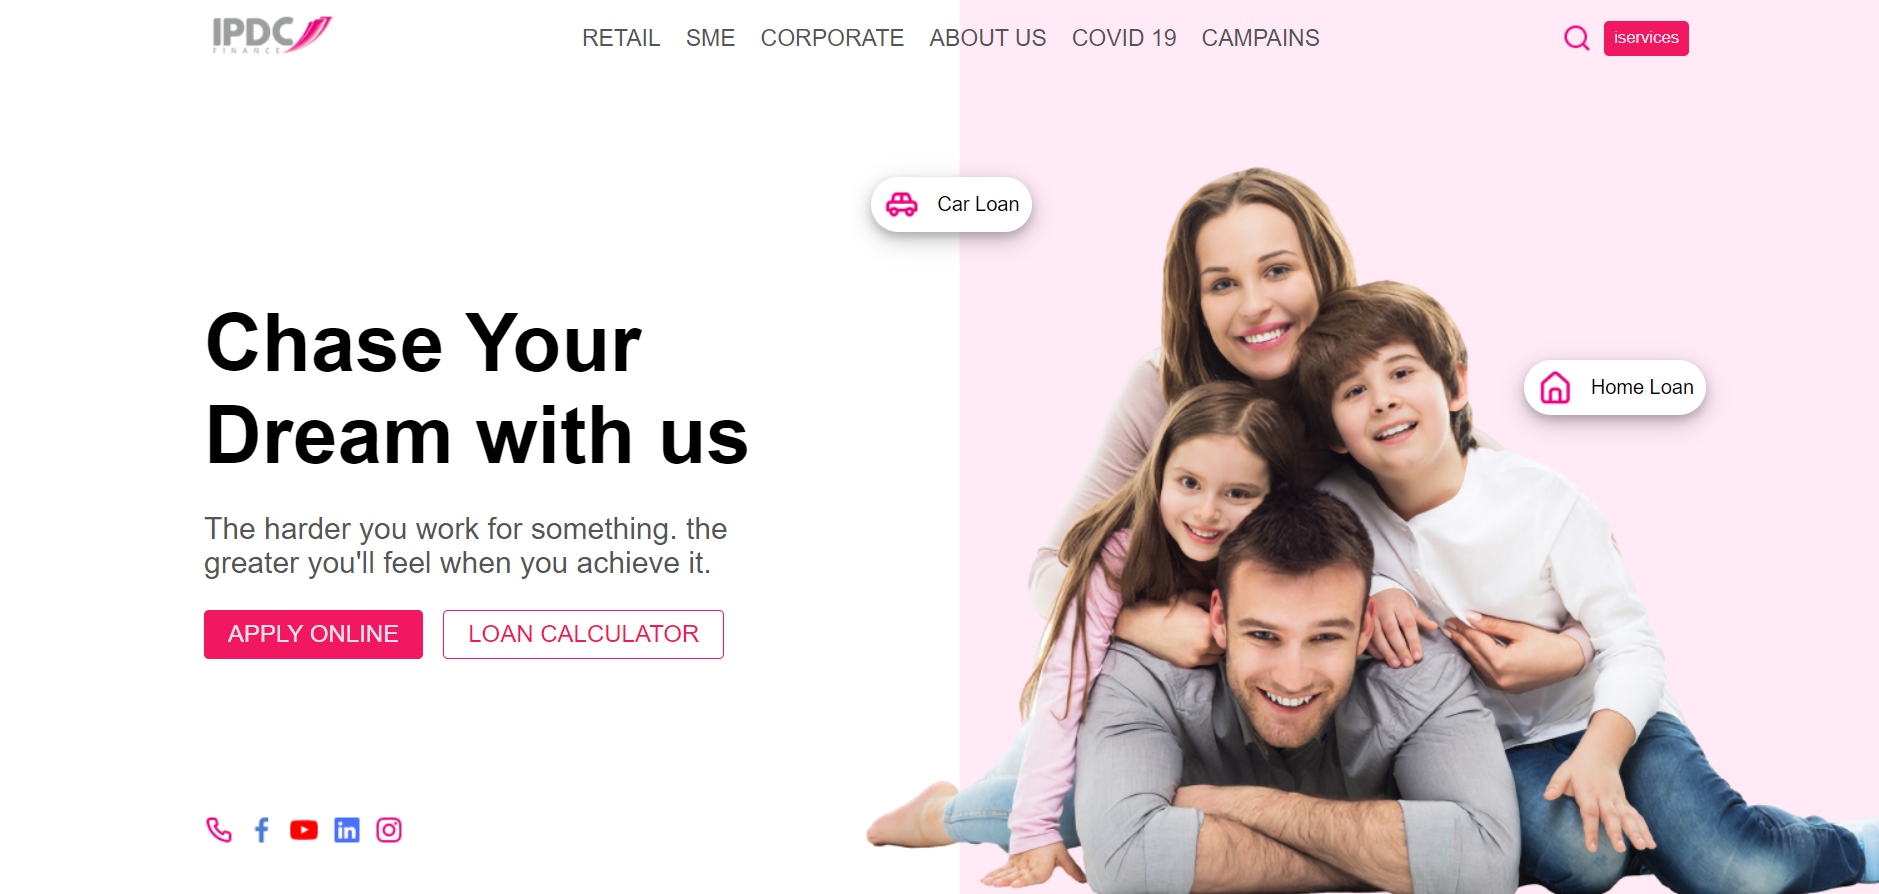 IPDC
FINANCE
RETAIL SME CORPORATE ABOUT US COVID 19 CAMPAINS
iservices
Car Loan
Home Loan
Chase Your
Dream with us
The harder you work for something. the
greater you'll feel when you achieve it.
APPLY ONLINE LOAN CALCULATOR